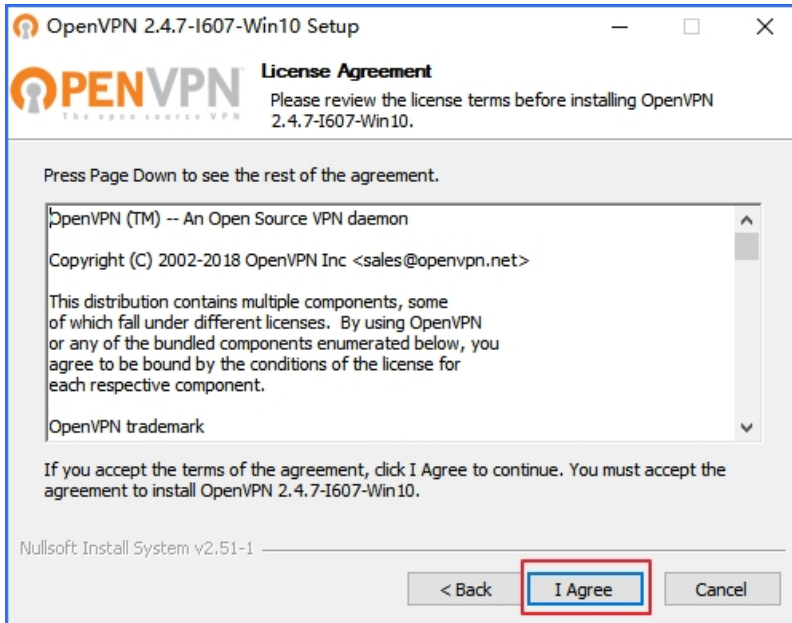 OpenVPN 2.4.7-I607-Win10 Setup
OPENVPN
The open source VPN
License Agreement
Please review the license terms before installing OpenVPN
2.4.7-I607-Win10.
Press Page Down to see the rest of the agreement.
OpenVPN (TM) -- An Open Source VPN daemon
Copyright (C) 2002-2018 OpenVPN Inc <sales@openvpn.net>
This distribution contains multiple components, some
of which fall under different licenses. By using OpenVPN
or any of the bundled components enumerated below, you
agree to be bound by the conditions of the license for
each respective component.
OpenVPN trademark
If you accept the terms of the agreement, click I Agree to continue. You must accept the
agreement to install OpenVPN 2.4.7-I607-Win10.
Nullsoft Install System v2.51-1
< Back
I Agree
Cancel